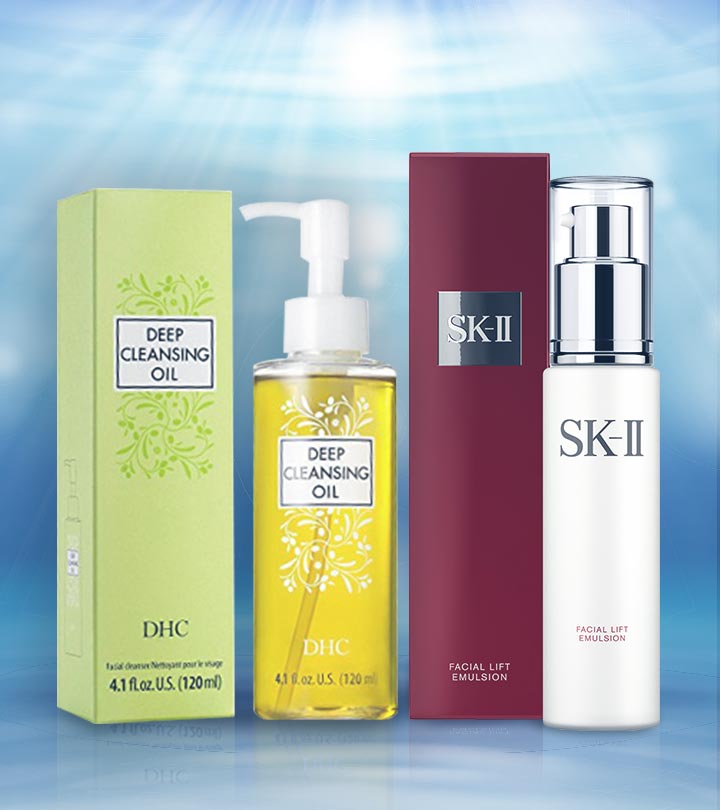 DEEP
CLEANSING
OIL
DHC
Facial cleanser/Nettoyant pour le visage
4.1 fl.oz. U.S. (120 ml)
DEEP
CLEANSING
OIL
DHC
4.1 fl.oz. U.S. (120 ml)
SK-II
FACIAL LIFT
EMULSION
SK-II
FACIAL LIFT
EMULSION